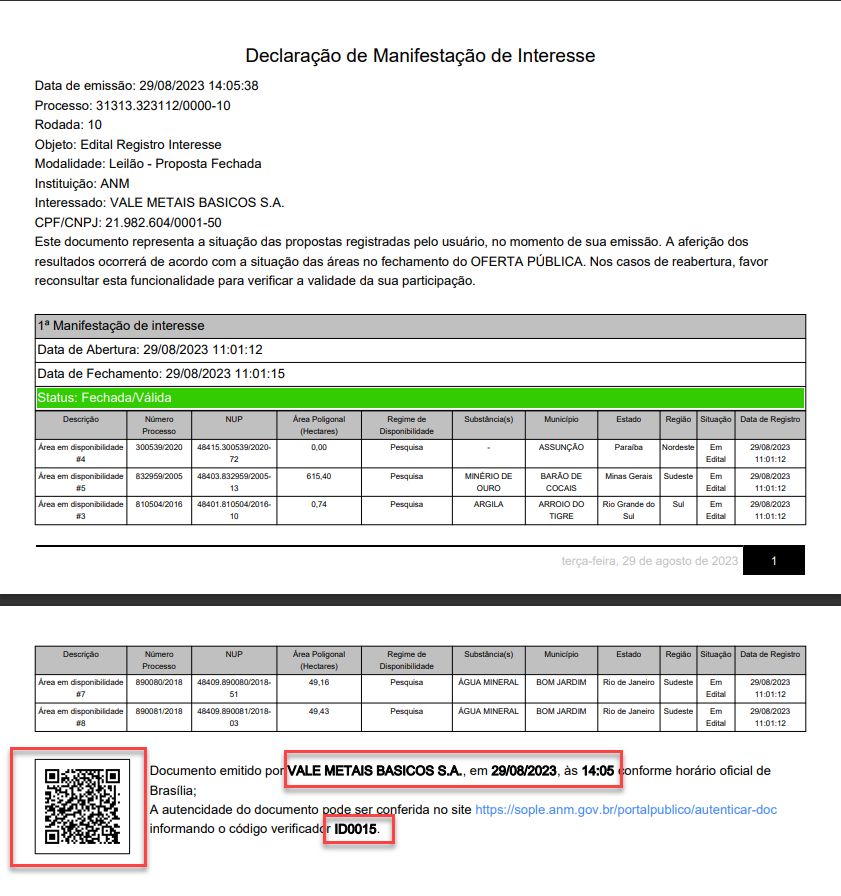 Declaração de Manifestação de Interesse
Data de emissão: 29/08/2023 14:05:38
Processo: 31313.323112/0000-10
Rodada: 10
Objeto: Edital Registro Interesse
Modalidade: Leilão - Proposta Fechada
Instituição: ANM
Interessado: VALE METAIS BASICOS S.A.
CPF/CNPJ: 21.982.604/0001-50
Este documento representa a situação das propostas registradas pelo usuário, no momento de sua emissão. A aferição dos
resultados ocorrerá de acordo com a situação das áreas no fechamento do OFERTA PÚBLICA. Nos casos de reabertura, favor
reconsultar esta funcionalidade para verificar a validade da sua participação.
1ª Manifestação de interesse
Data de Abertura: 29/08/2023 11:01:12
Data de Fechamento: 29/08/2023 11:01:15
Status: Fechada/Válida
Descrição Número Processo NUP Área Poligonal (Hectares) Regime de Disponibilidade Substância(s) Município Estado Região Situação Data de Registro
Área em disponibilidade #4 300539/2020 48415.300539/2020-72 0,00 Pesquisa - ASSUNÇÃO Paraíba Nordeste Em Edital 29/08/2023 11:01:12
Área em disponibilidade #5 832959/2005 48403.832959/2005-13 615,40 Pesquisa MINÉRIO DE OURO BARÃO DE COCAIS Minas Gerais Sudeste Em Edital 29/08/2023 11:01:12
Área em disponibilidade #3 810504/2016 48401.810504/2016-10 0,74 Pesquisa ARGILA ARROIO DO TIGRE Rio Grande do Sul Sul Em Edital 29/08/2023 11:01:12
terça-feira, 29 de agosto de 2023 1
Descrição Número Processo NUP Área Poligonal (Hectares) Regime de Disponibilidade Substância(s) Município Estado Região Situação Data de Registro
Área em disponibilidade #7 890080/2018 48409.890080/2018-51 49,16 Pesquisa ÁGUA MINERAL BOM JARDIM Rio de Janeiro Sudeste Em Edital 29/08/2023 11:01:12
Área em disponibilidade #8 890081/2018 48409.890081/2018-03 49,43 Pesquisa ÁGUA MINERAL BOM JARDIM Rio de Janeiro Sudeste Em Edital 29/08/2023 11:01:12
Documento emitido por VALE METAIS BASICOS S.A., em 29/08/2023, às 14:05 conforme horário oficial de
Brasília;
A autencidade do documento pode ser conferida no site https://sople.anm.gov.br/portalpublico/autenticar-doc
informando o código verificador ID0015.